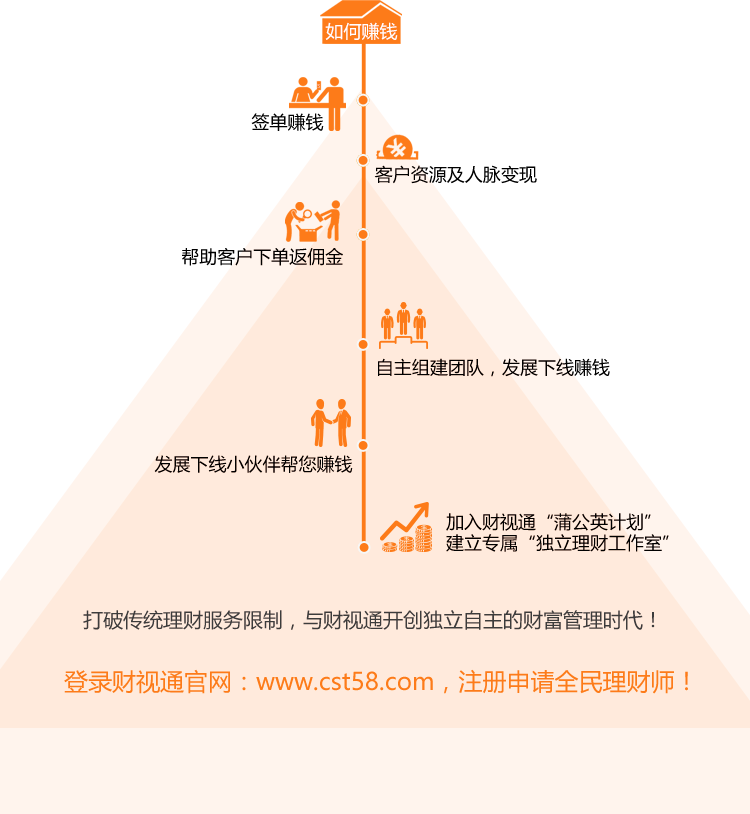 如何赚钱
签单赚钱
客户资源及人脉变现
帮助客户下单返佣金
自主组建团队，发展下线赚钱
发展下线小伙伴帮您赚钱
加入财视通“蒲公英计划”
建立专属“独立理财工作室”
打破传统理财服务限制，与财视通开创独立自主的财富管理时代！
登录财视通官网：www.cst58.com，注册申请全民理财师！